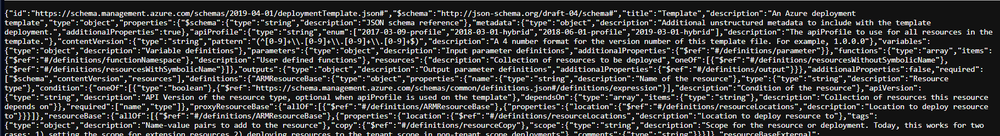 {"id":"https://schema.management.azure.com/schemas/2019-04-01/deploymentTemplate.json#","$schema":"http://json-schema.org/draft-04/schema#","title":"Template","description":"An Azure deployment
template","type":"object","properties":{"$schema":{"type":"string","description":"JSON schema reference"},"metadata":{"type":"object","description":"Additional unstructured metadata to include with the template
deployment.","additionalProperties":true},"apiProfile":{"type":"string","enum":["2017-03-09-profile","2018-03-01-hybrid","2018-06-01-profile","2019-03-01-hybrid"],"description":"The apiProfile to use for all resources in the
template."},"contentVersion":{"type":"string","pattern":"(^[0-9]+\\.[0-9]+\\.[0-9]+\\.[0-9]+$)","description":"A 4 number format for the version number of this template file. For example, 1.0.0.0"},"variables":
{"type":"object","description":"Variable definitions"},"parameters":{"type":"object","description":"Input parameter definitions","additionalProperties":{"$ref":"#/definitions/parameter"}},"functions":{"type":"array","items":
{"$ref":"#/definitions/functionNamespace"},"description":"User defined functions"},"resources":{"description":"Collection of resources to be deployed","oneOf":[{"$ref":"#/definitions/resourcesWithoutSymbolicName"},
{"$ref":"#/definitions/resourcesWithSymbolicName"}]},"outputs":{"type":"object","description":"Output parameter definitions","additionalProperties":{"$ref":"#/definitions/output"}}},"additionalProperties":false,"required":
["$schema","contentVersion","resources"],"definitions":{"ARMResourceBase":{"type":"object","properties":{"name":{"type":"string","description":"Name of the resource"},"type":{"type":"string","description":"Resource
type"},"condition":{"oneOf":[{"type":"boolean"},{"$ref":"https://schema.management.azure.com/schemas/common/definitions.json#/definitions/expression"}],"description":"Condition of the resource"},"apiVersion":
{"type":"string","description":"API Version of the resource type, optional when apiProfile is used on the template"},"dependsOn":{"type":"array","items":{"type":"string"},"description":"Collection of resources this resource
depends on"}},"required":["name","type"]},"proxyResourceBase":{"allOf":[{"$ref":"#/definitions/ARMResourceBase"},{"properties":{"location":{"$ref":"#/definitions/resourceLocations","description":"Location to deploy resource
to"}}}]},"resourceBase":{"allOf":[{"$ref":"#/definitions/ARMResourceBase"},{"properties":{"location":{"$ref":"#/definitions/resourceLocations","description":"Location to deploy resource to"},"tags":
{"type":"object","description":"Name-value pairs to add to the resource"},"copy":{"$ref":"#/definitions/resourceCopy"},"scope":{"type":"string","description":"Scope for the resource or deployment. Today, this works for two
cases: 1) setting the scope for extension resources 2) deploying resources to the tenant scope in non-tenant scope deployments"},"comments":{"type":"string"}}}]},"resourceBaseExternal":